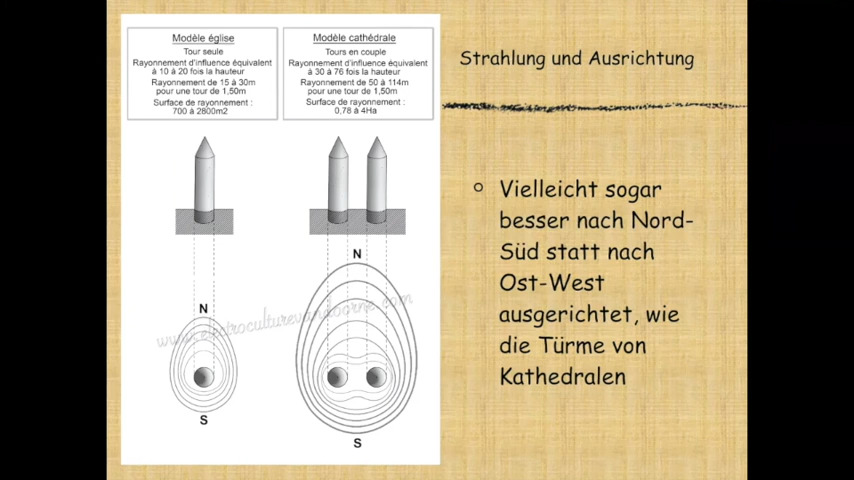 Modèle église
Tour seule
Rayonnement d'influence équivalent
à 10 à 20 fois la hauteur
Rayonnement de 15 à 30m
pour une tour de 1,50m
Surface de rayonnement :
700 à 2800m2
Modèle cathédrale
Tours en couple
Rayonnement d'influence équivalent
à 30 à 76 fois la hauteur
Rayonnement de 50 à 114m
pour une tour de 1,50m
Surface de rayonnement :
0,78 à 4Ha
N
S
N
S
www.electroculturevandoorne.com
Strahlung und Ausrichtung
Vielleicht sogar
besser nach Nord-
Süd statt nach
Ost-West
ausgerichtet, wie
die Türme von
Kathedralen